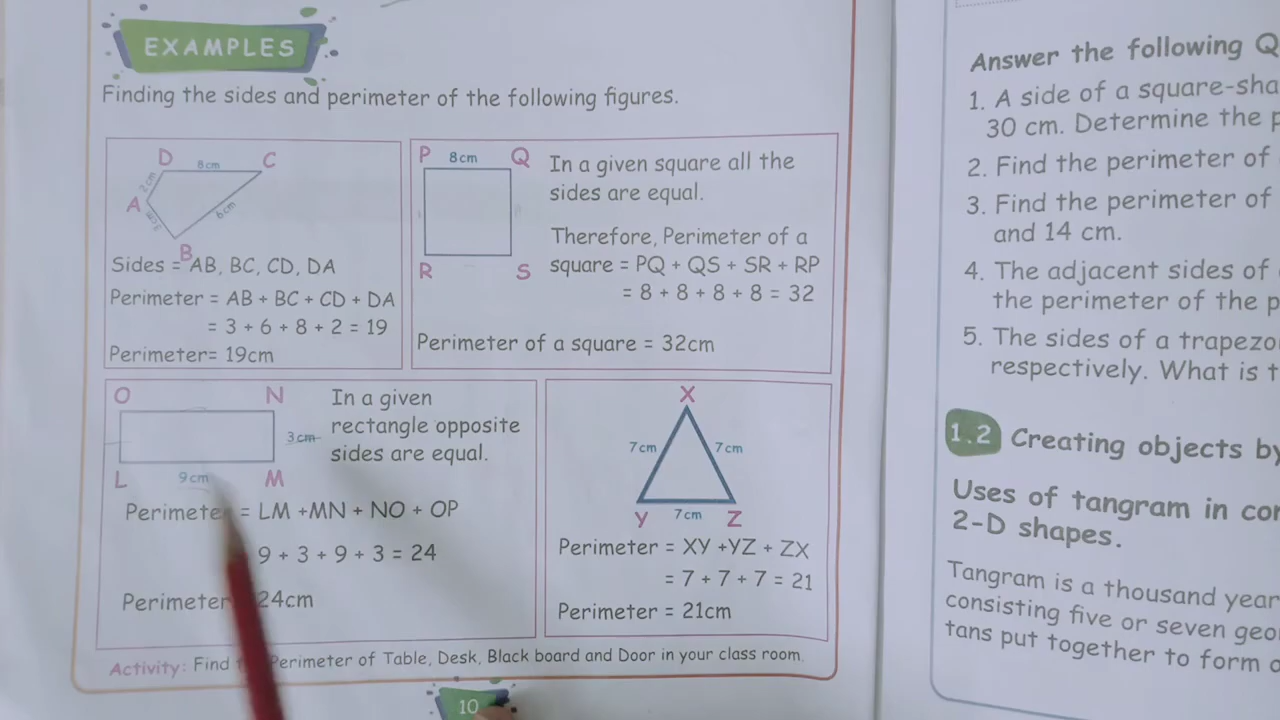 EXAMPLES
Finding the sides and perimeter of the following figures.
D 8cm C
2cm
A
3cm 6cm
B
Sides = AB, BC, CD, DA
Perimeter = AB + BC + CD + DA
= 3 + 6 + 8 + 2 = 19
Perimeter= 19cm
P 8cm Q
R S
In a given square all the
sides are equal.
Therefore, Perimeter of a
square = PQ + QS + SR + RP
= 8 + 8 + 8 + 8 = 32
Perimeter of a square = 32cm
O N
3cm
L 9cm M
In a given
rectangle opposite
sides are equal.
Perimeter = LM +MN + NO + OP
9 + 3 + 9 + 3 = 24
Perimeter 24cm
X
7cm 7cm
Y 7cm Z
Perimeter = XY +YZ + ZX
= 7 + 7 + 7 = 21
Perimeter = 21cm
Activity: Find Perimeter of Table, Desk, Black board and Door in your class room.
10
Answer the following Q
1. A side of a square-sha
30 cm. Determine the p
2. Find the perimeter of
3. Find the perimeter of
and 14 cm.
4. The adjacent sides of
the perimeter of the p
5. The sides of a trapezo
respectively. What is t
1.2 Creating objects by
Uses of tangram in con
2-D shapes.
Tangram is a thousand year
consisting five or seven geo
tans put together to form a